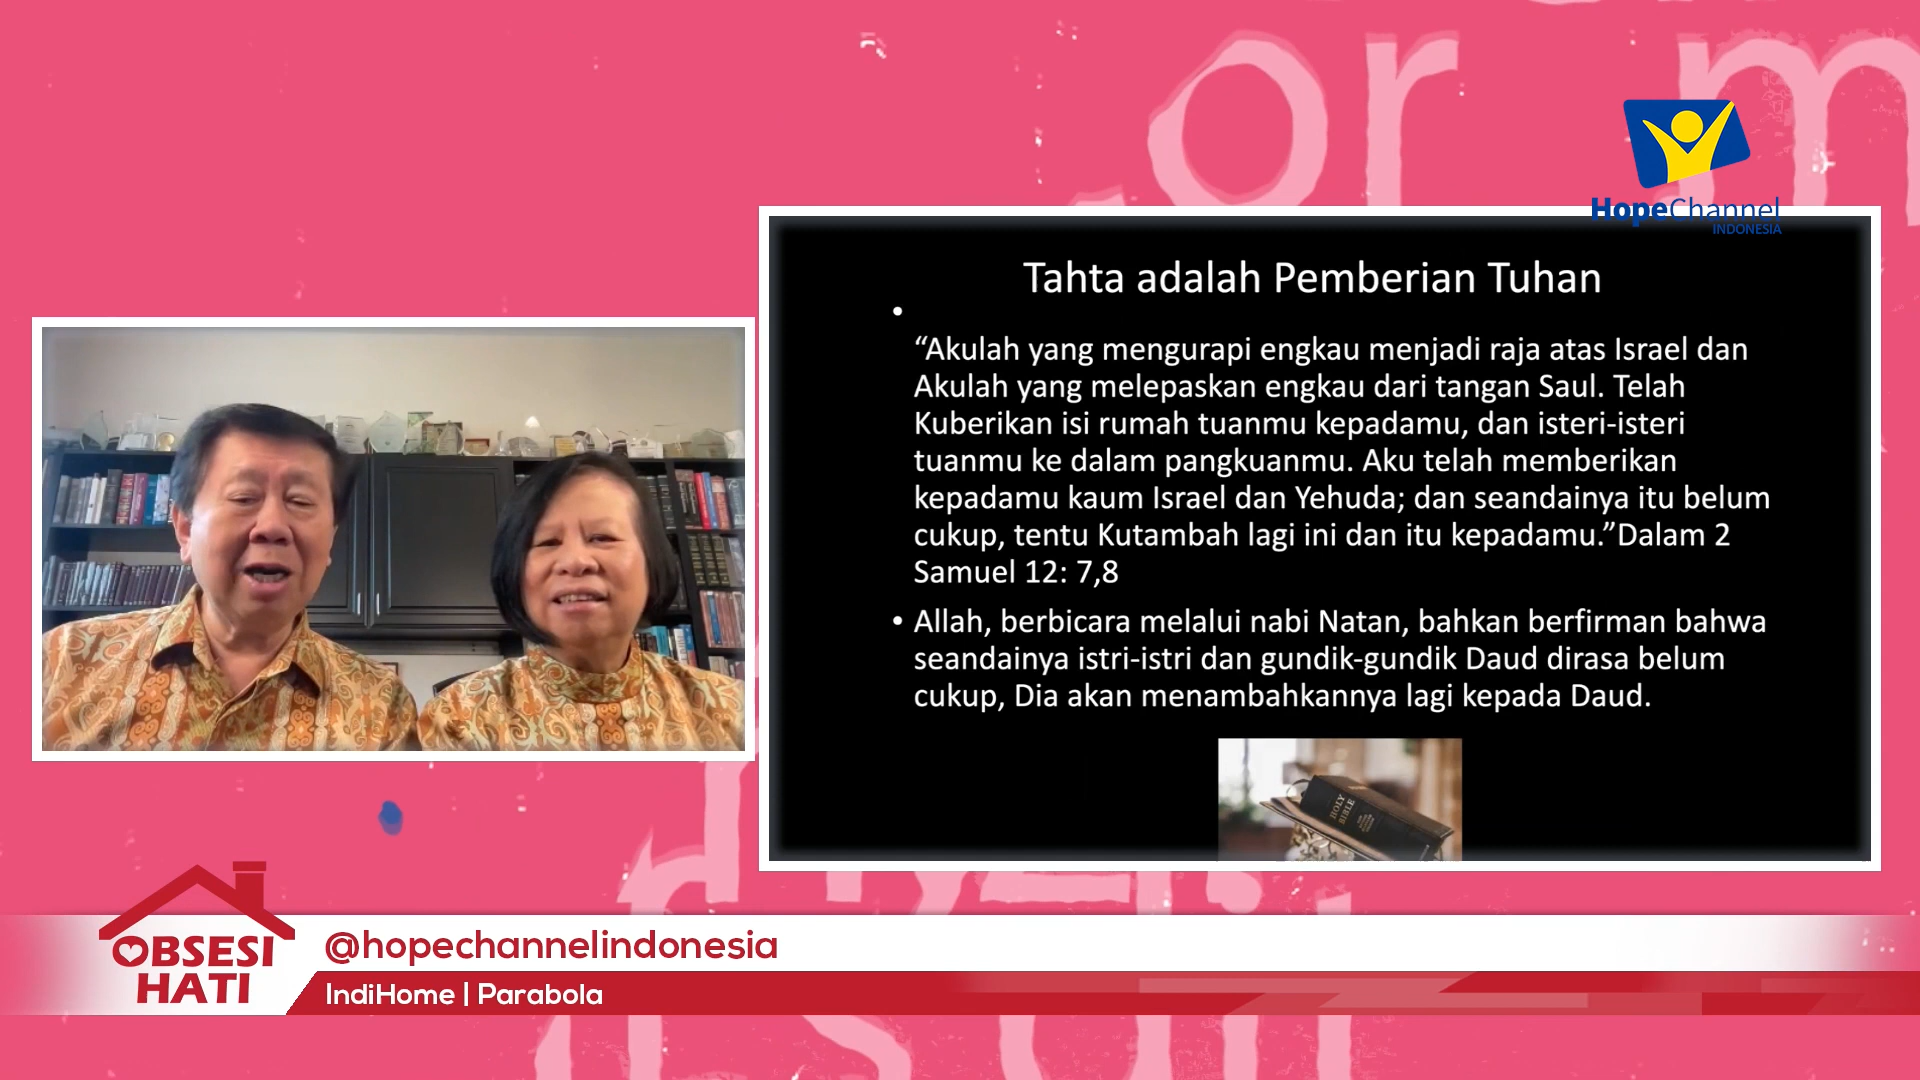 or m
HopeChannel
INDONESIA
Tahta adalah Pemberian Tuhan
•
“Akulah yang mengurapi engkau menjadi raja atas Israel dan
Akulah yang melepaskan engkau dari tangan Saul. Telah
Kuberikan isi rumah tuanmu kepadamu, dan isteri-isteri
tuanmu ke dalam pangkuanmu. Aku telah memberikan
kepadamu kaum Israel dan Yehuda; dan seandainya itu belum
cukup, tentu Kutambah lagi ini dan itu kepadamu.”Dalam 2
Samuel 12: 7,8
• Allah, berbicara melalui nabi Natan, bahkan berfirman bahwa
seandainya istri-istri dan gundik-gundik Daud dirasa belum
cukup, Dia akan menambahkannya lagi kepada Daud.
HOLY
BIBLE
OBSESI
HATI
@hopechannelindonesia
IndiHome | Parabola